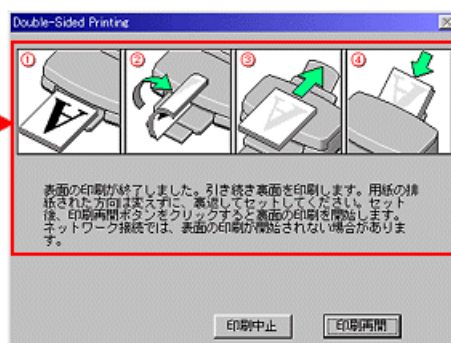 Double-Sided Printing
① ② ③ ④
A A
表面の印刷が終了しました。引き続き裏面を印刷します。用紙の排
紙された方向は変えずに、裏返してセットしてください。セット
後、印刷再開ボタンをクリックすると裏面の印刷を開始します。
ネットワーク接続では、表面の印刷が開始されない場合がありま
す。
印刷中止 印刷再開